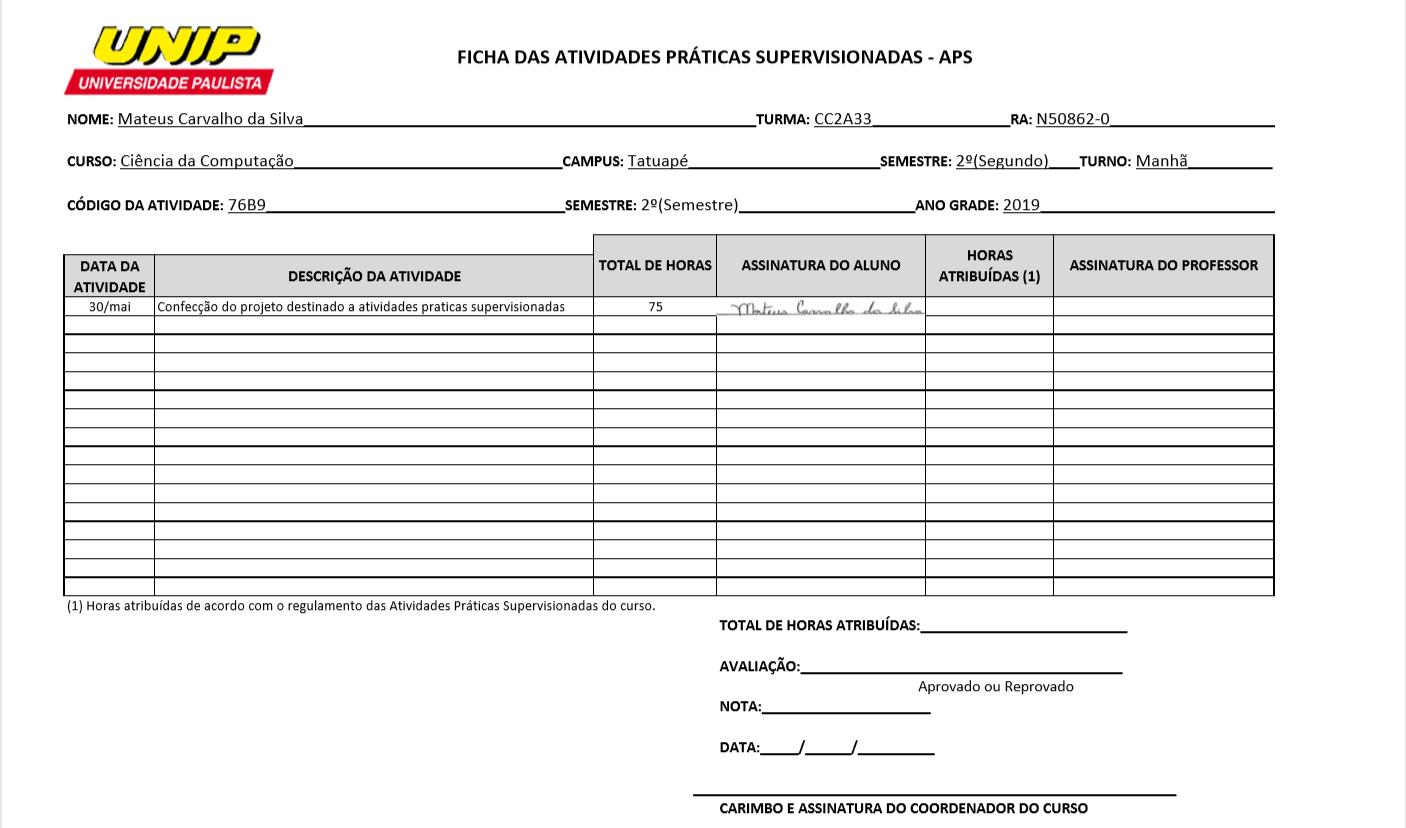 UNIP
UNIVERSIDADE PAULISTA
FICHA DAS ATIVIDADES PRÁTICAS SUPERVISIONADAS - APS
NOME: Mateus Carvalho da Silva TURMA: CC2A33 RA: N50862-0
CURSO: Ciência da Computação CAMPUS: Tatuapé SEMESTRE: 2º(Segundo) TURNO: Manhã
CÓDIGO DA ATIVIDADE: 76B9 SEMESTRE: 2º(Semestre) ANO GRADE: 2019
DATA DA ATIVIDADE DESCRIÇÃO DA ATIVIDADE TOTAL DE HORAS ASSINATURA DO ALUNO HORAS ATRIBUÍDAS (1) ASSINATURA DO PROFESSOR
30/mai Confecção do projeto destinado a atividades praticas supervisionadas 75 Mateus Carvalho da Silva
(1) Horas atribuídas de acordo com o regulamento das Atividades Práticas Supervisionadas do curso.
TOTAL DE HORAS ATRIBUÍDAS:
AVALIAÇÃO:
Aprovado ou Reprovado
NOTA:
DATA: / /
CARIMBO E ASSINATURA DO COORDENADOR DO CURSO